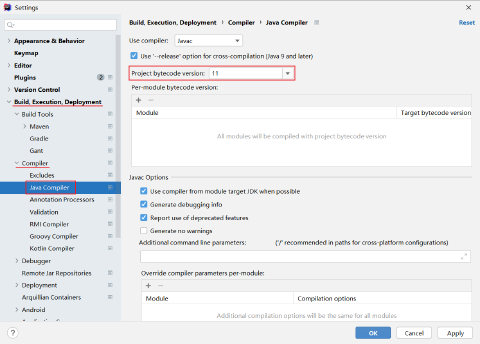 Settings
Appearance & Behavior
Keymap
Editor
Plugins
2
Version Control
Build, Execution, Deployment
Build Tools
Maven
Gradle
Gant
Compiler
Excludes
Java Compiler
Annotation Processors
Validation
RMI Compiler
Groovy Compiler
Kotlin Compiler
Debugger
Remote Jar Repositories
Deployment
Arquillian Containers
Android
Build, Execution, Deployment › Compiler › Java Compiler
Reset
Use compiler: Javac
Use '--release' option for cross-compilation (Java 9 and later)
Project bytecode version: 11
Per-module bytecode version:
Module Target bytecode version
All modules will be compiled with project bytecode version
Javac Options
Use compiler from module target JDK when possible
Generate debugging info
Report use of deprecated features
Generate no warnings
Additional command line parameters: ('/' recommended in paths for cross-platform configurations)
Override compiler parameters per-module:
Module Compilation options
Additional compilation options will be the same for all modules
? OK Cancel Apply